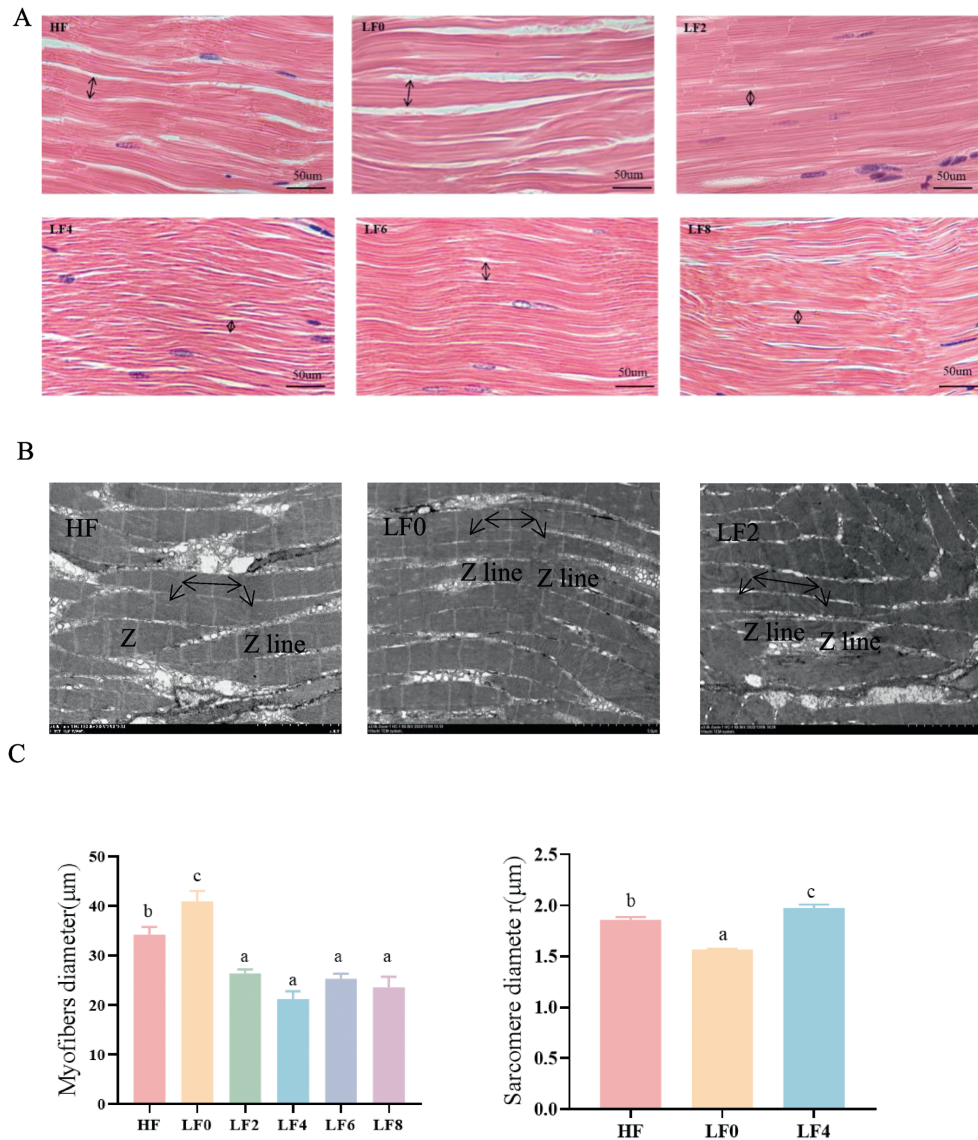 A
HF
LF0
LF2
50um
50um
50um
LF4
LF6
LF8
50um
50um
50um
B
HF
LF0
LF2
Z line
Z line
Z
Z line
Z line
Z line
C
Myofibers diameter(μm)
50
40
30
20
10
0
b
c
a
a
a
a
HF
LF0
LF2
LF4
LF6
LF8
Sarcomere diamete r(μm)
2.5
2.0
1.5
1.0
0.5
0.0
b
a
c
HF
LF0
LF4